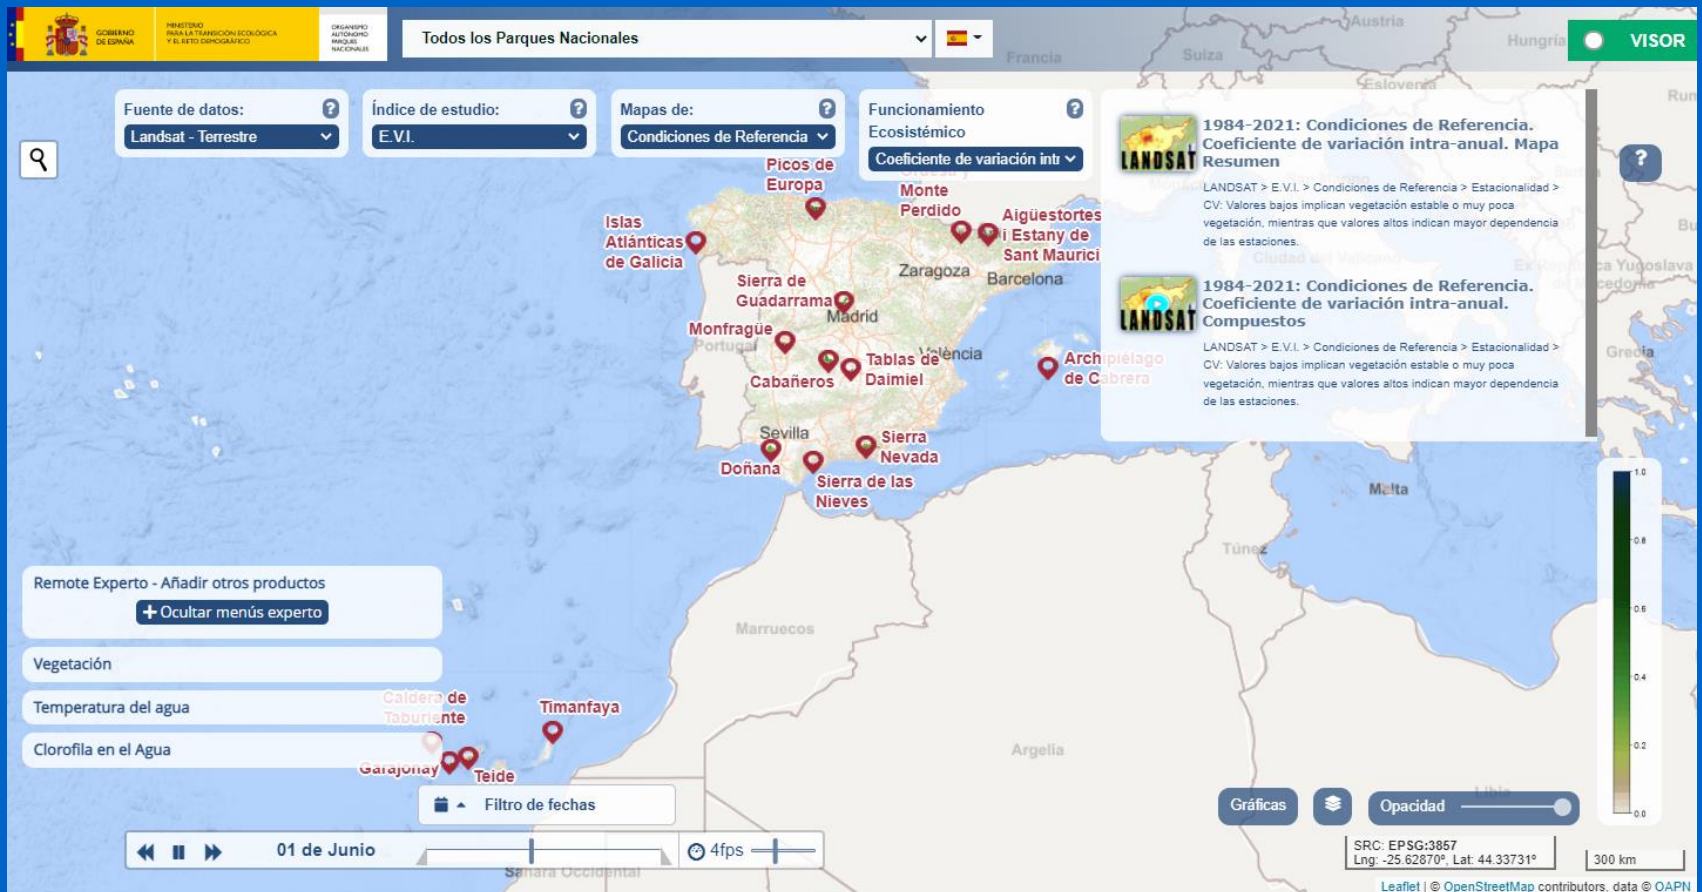 GOBIERNO
DE ESPAÑA
MINISTERIO
PARA LA TRANSICIÓN ECOLÓGICA
Y EL RETO DEMOGRÁFICO
ORGANISMO
AUTÓNOMO
PARQUES
NACIONALES
Todos los Parques Nacionales
VISOR
Austria
Hungría
Francia
Suiza
Eslovenia
Fuente de datos:
Landsat - Terrestre
Índice de estudio:
E.V.I.
Mapas de:
Condiciones de Referencia
Funcionamiento
Ecosistémico
Coeficiente de variación intr
1984-2021: Condiciones de Referencia.
Coeficiente de variación intra-anual. Mapa
Resumen
LANDSAT
LANDSAT > E.V.I. > Condiciones de Referencia > Estacionalidad >
CV: Valores bajos implican vegetación estable o muy poca
vegetación, mientras que valores altos indican mayor dependencia
de las estaciones.
1984-2021: Condiciones de Referencia.
Coeficiente de variación intra-anual.
Compuestos
LANDSAT
LANDSAT > E.V.I. > Condiciones de Referencia > Estacionalidad >
CV: Valores bajos implican vegetación estable o muy poca
vegetación, mientras que valores altos indican mayor dependencia
de las estaciones.
?
Picos de
Europa
Monte
Perdido
Aigüestortes
i Estany de
Sant Maurici
Islas
Atlánticas
de Galicia
Zaragoza
Barcelona
Ciudad del Vaticano
Sierra de
Guadarrama
Madrid
Monfragüe
Portugal
València
Tablas de
Daimiel
Cabañeros
Archipiélago
de Cabrera
Grecia
Sevilla
Doñana
Sierra
Nevada
Sierra de las
Nieves
Malta
Túnez
1.0
0.8
0.6
0.4
0.2
0.0
Remote Experto - Añadir otros productos
Ocultar menús experto
Vegetación
Temperatura del agua
Clorofila en el Agua
Marruecos
Argelia
Libia
Caldera de
Taburiente
Timanfaya
Garajonay
Teide
Filtro de fechas
01 de Junio
4fps
Sahara Occidental
Gráficas
Opacidad
SRC: EPSG:3857
Lng: -25.62870º, Lat: 44.33731º
300 km
Leaflet | © OpenStreetMap contributors, data © OAPN